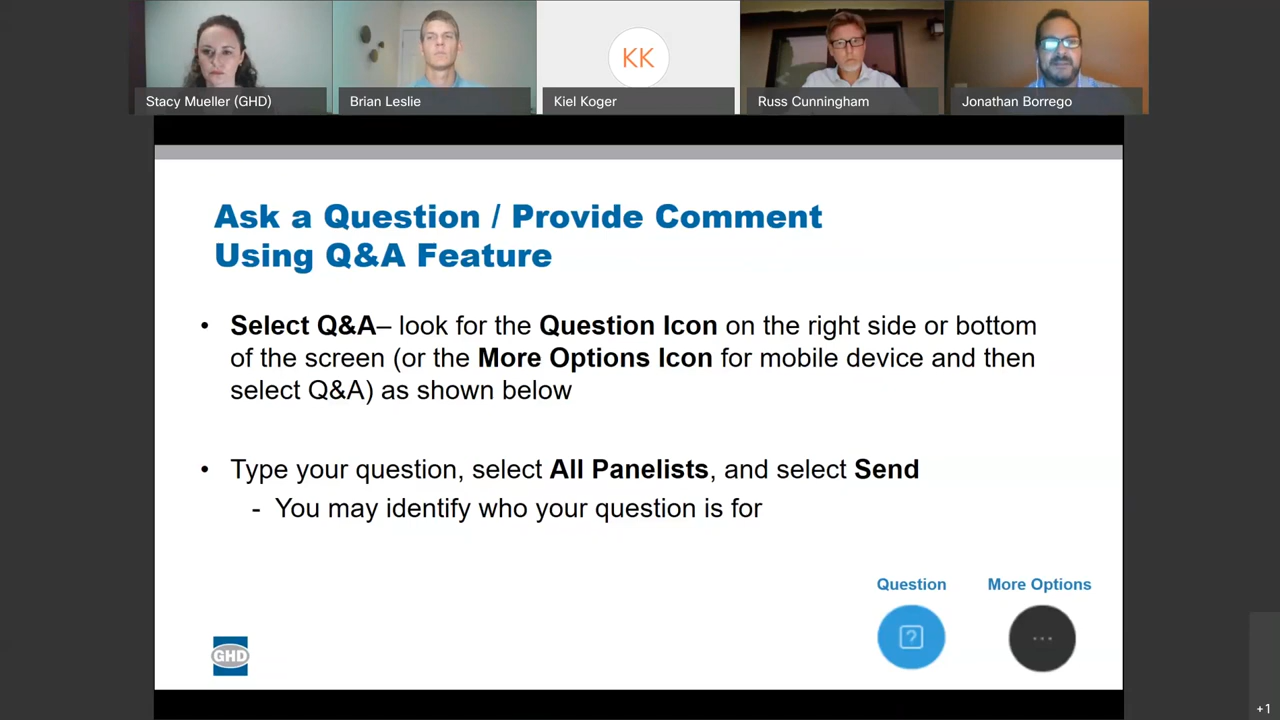 KK
Stacy Mueller (GHD)
Brian Leslie
Kiel Koger
Russ Cunningham
Jonathan Borrego
Ask a Question / Provide Comment
Using Q&A Feature
• Select Q&A– look for the Question Icon on the right side or bottom
of the screen (or the More Options Icon for mobile device and then
select Q&A) as shown below
• Type your question, select All Panelists, and select Send
- You may identify who your question is for
Question
More Options
?
...
GHD
+1